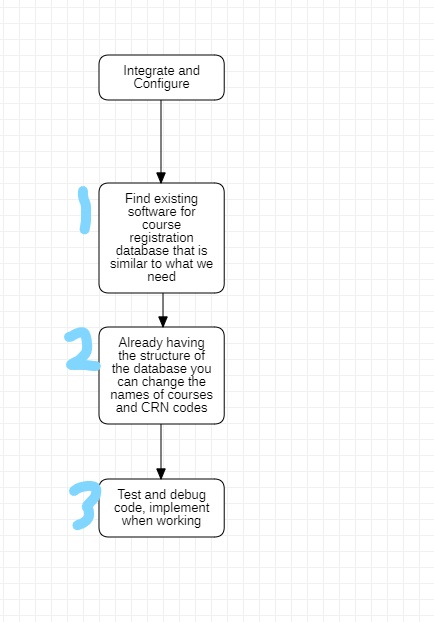 Integrate and
Configure
1
Find existing
software for
course
registration
database that is
similar to what we
need
2
Already having
the structure of
the database you
can change the
names of courses
and CRN codes
3
Test and debug
code, implement
when working